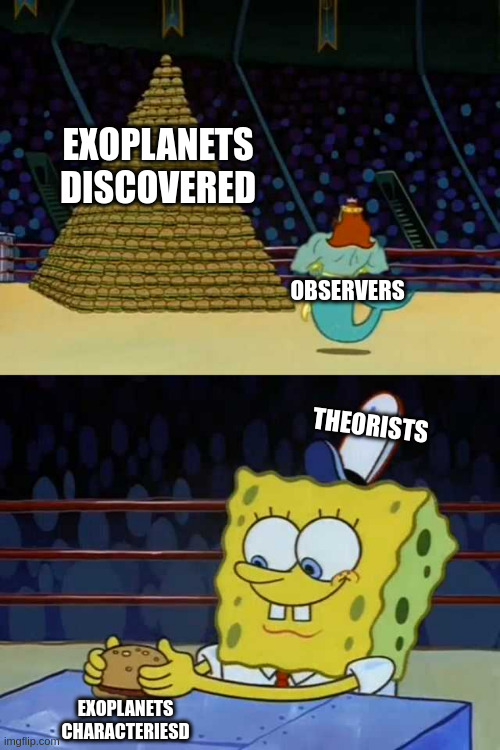 EXOPLANETS
DISCOVERED
OBSERVERS
THEORISTS
EXOPLANETS
CHARACTERIESD
imgflip.com